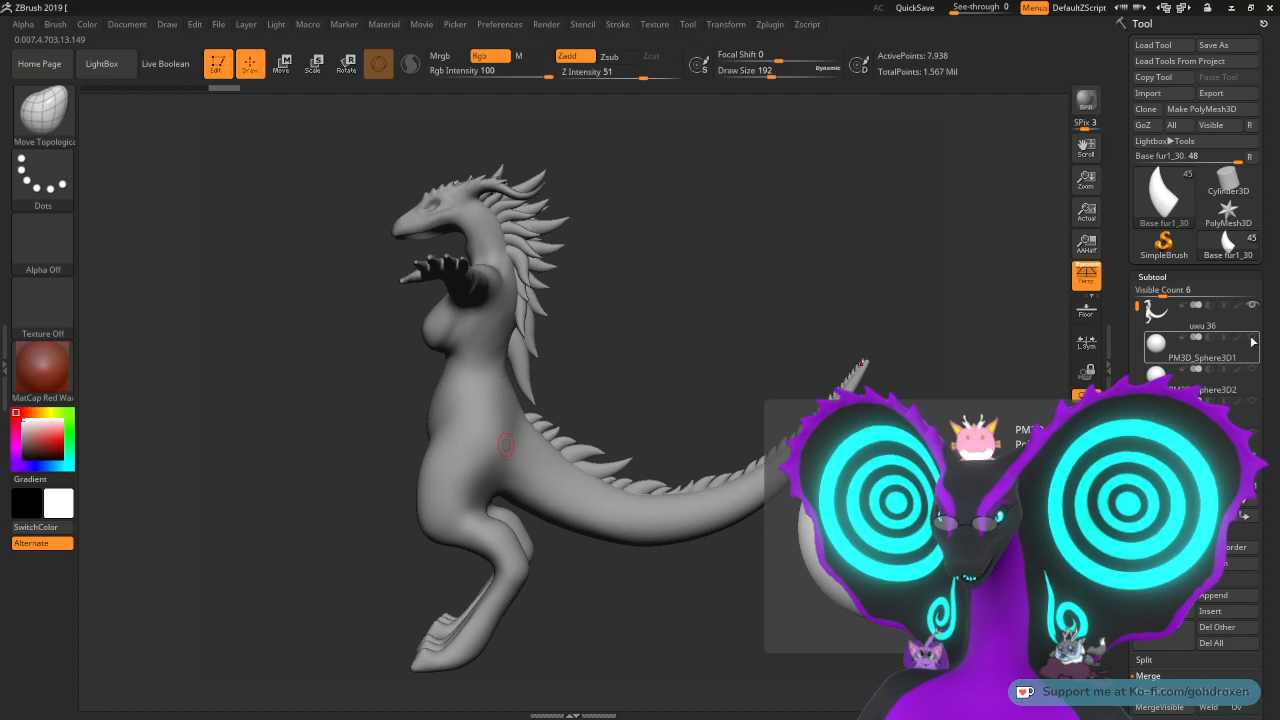 ZBrush 2019 [
AC QuickSave See-through 0 Menus DefaultZScript
Alpha Brush Color Document Draw Edit File Layer Light Macro Marker Material Movie Picker Preferences Render Stencil Stroke Texture Tool Transform Zplugin Zscript
Tool
0.007,4.703,13.149
Load Tool Save As
Load Tools From Project
Copy Tool Paste Tool
Import Export
Clone Make PolyMesh3D
GoZ All Visible R
Lightbox▶Tools
Base fur1_30. 48 R
45
Cylinder3D
Base fur1_30 PolyMesh3D
45
SimpleBrush Base fur1_30
Home Page LightBox Live Boolean
Edit Draw Move Scale Rotate
Mrgb Rgb M
Rgb Intensity 100
Zadd Zsub Zcut
Z Intensity 51
S
Focal Shift 0
Draw Size 192 Dynamic
D
ActivePoints: 7.938
TotalPoints: 1.567 Mil
Move Topologica
Dots
Alpha Off
Texture Off
MatCap Red Wax
Gradient
SwitchColor
Alternate
BPR
SPix 3
Scroll
Zoom
Actual
AAHalf
Dynamic
Persp
Floor
L.Sym
Subtool
Visible Count 6
uwu 36
PM3D_Sphere3D1
PM3D_Sphere3D2
Append
Insert
Del Other
Del All
Split
Merge
MergeVisible Weld Uv
Support me at Ko-fi.com/gohdroxen